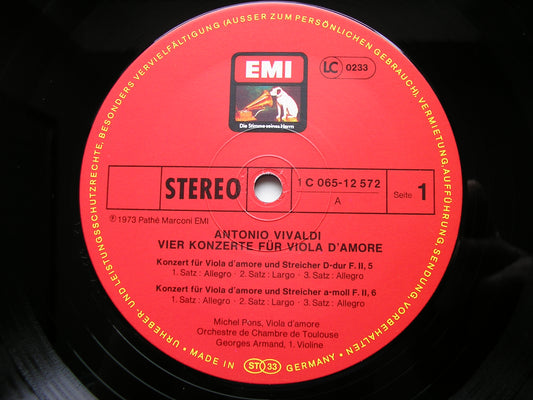 URHEBER- UND LEISTUNGSSCHUTZRECHTE, BESONDERS VERVIELFÄLTIGUNG (AUSSER ZUM PERSÖNLICHEN GEBRAUCH), VERMIETUNG, AUFFÜHRUNG, SENDUNG, VORBEHALTEN
EMI
LC 0233
Die Stimme seines Herrn
STEREO
1 C 065-12 572
A
Seite 1
℗ 1973 Pathé Marconi EMI
ANTONIO VIVALDI
VIER KONZERTE FÜR VIOLA D'AMORE
Konzert für Viola d'amore und Streicher D-dur F. II, 5
1. Satz: Allegro · 2. Satz: Largo · 3. Satz: Allegro
Konzert für Viola d'amore und Streicher a-moll F. II, 6
1. Satz: Allegro · 2. Satz: Largo · 3. Satz: Allegro
Michel Pons, Viola d'amore
Orchestre de Chambre de Toulouse
Georges Armand, 1. Violine
• MADE IN ST 33 GERMANY •